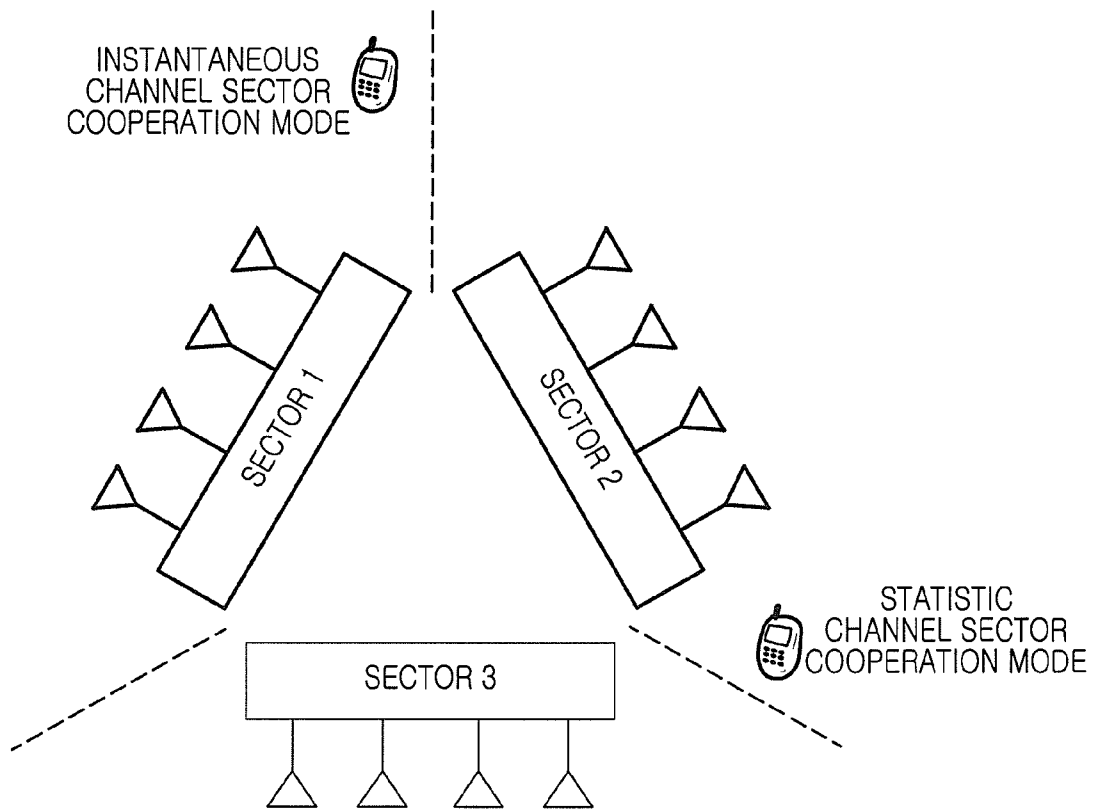 INSTANTANEOUS
CHANNEL SECTOR
COOPERATION MODE
SECTOR 1
SECTOR 2
STATISTIC
CHANNEL SECTOR
COOPERATION MODE
SECTOR 3